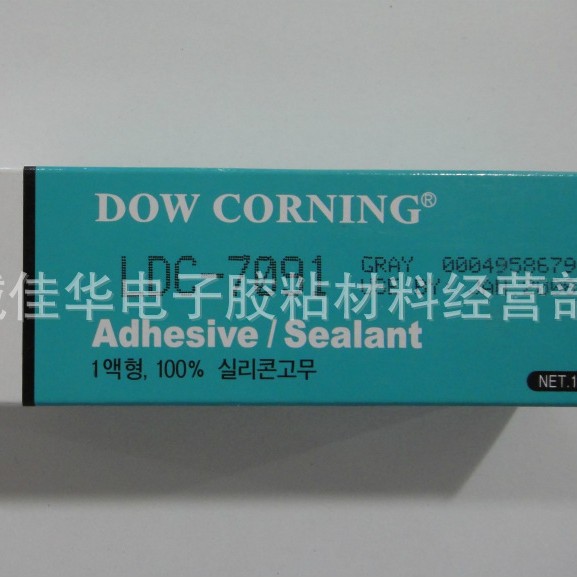 DOW CORNING®
LDC-7091 GRAY 0004958679
佳华电子胶粘材料经营部
Adhesive / Sealant
1액형, 100% 실리콘고무
NET.1